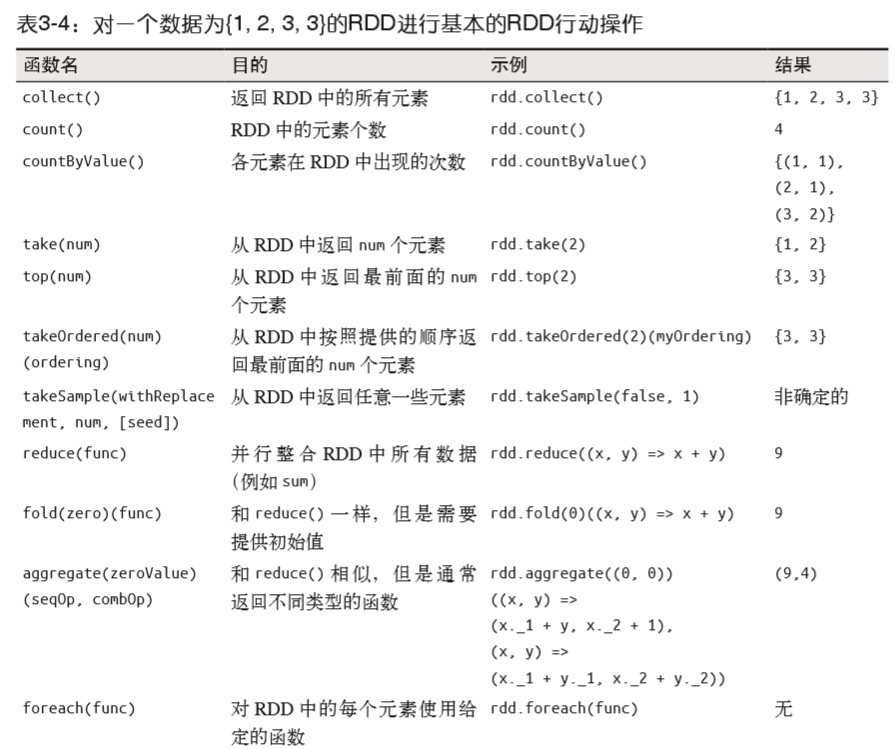 表3-4：对一个数据为{1, 2, 3, 3}的RDD进行基本的RDD行动操作
函数名 目的 示例 结果
collect() 返回 RDD 中的所有元素 rdd.collect() {1, 2, 3, 3}
count() RDD 中的元素个数 rdd.count() 4
countByValue() 各元素在 RDD 中出现的次数 rdd.countByValue() {(1, 1),
(2, 1),
(3, 2)}
take(num) 从 RDD 中返回 num 个元素 rdd.take(2) {1, 2}
top(num) 从 RDD 中返回最前面的 num rdd.top(2) {3, 3}
个元素
takeOrdered(num) 从 RDD 中按照提供的顺序返 rdd.takeOrdered(2)(myOrdering) {3, 3}
(ordering) 回最前面的 num 个元素
takeSample(withReplace 从 RDD 中返回任意一些元素 rdd.takeSample(false, 1) 非确定的
ment, num, [seed])
reduce(func) 并行整合 RDD 中所有数据 rdd.reduce((x, y) => x + y) 9
（例如 sum）
fold(zero)(func) 和 reduce() 一样，但是需要 rdd.fold(0)((x, y) => x + y) 9
提供初始值
aggregate(zeroValue) 和 reduce() 相似，但是通常 rdd.aggregate((0, 0)) (9,4)
(seqOp, combOp) 返回不同类型的函数 ((x, y) =>
(x._1 + y, x._2 + 1),
(x, y) =>
(x._1 + y._1, x._2 + y._2))
foreach(func) 对 RDD 中的每个元素使用给 rdd.foreach(func) 无
定的函数